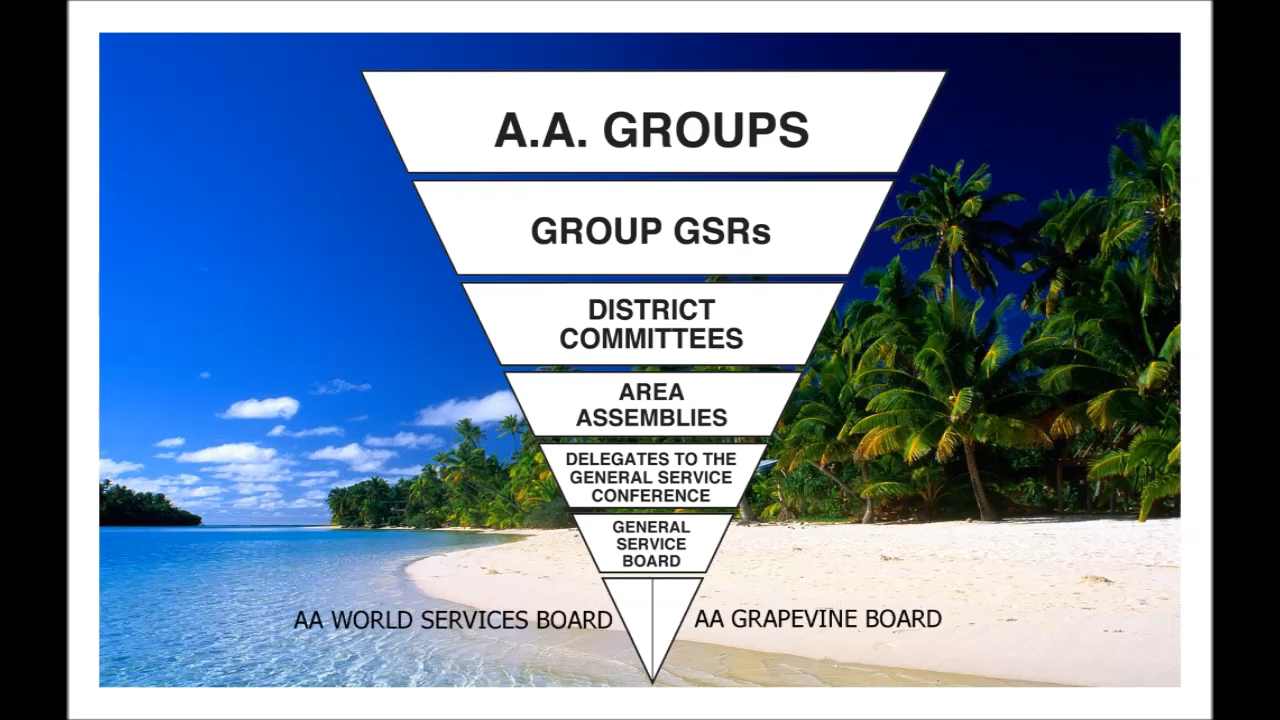 A.A. GROUPS
GROUP GSRs
DISTRICT
COMMITTEES
AREA
ASSEMBLIES
DELEGATES TO THE
GENERAL SERVICE
CONFERENCE
GENERAL
SERVICE
BOARD
AA WORLD SERVICES BOARD
AA GRAPEVINE BOARD